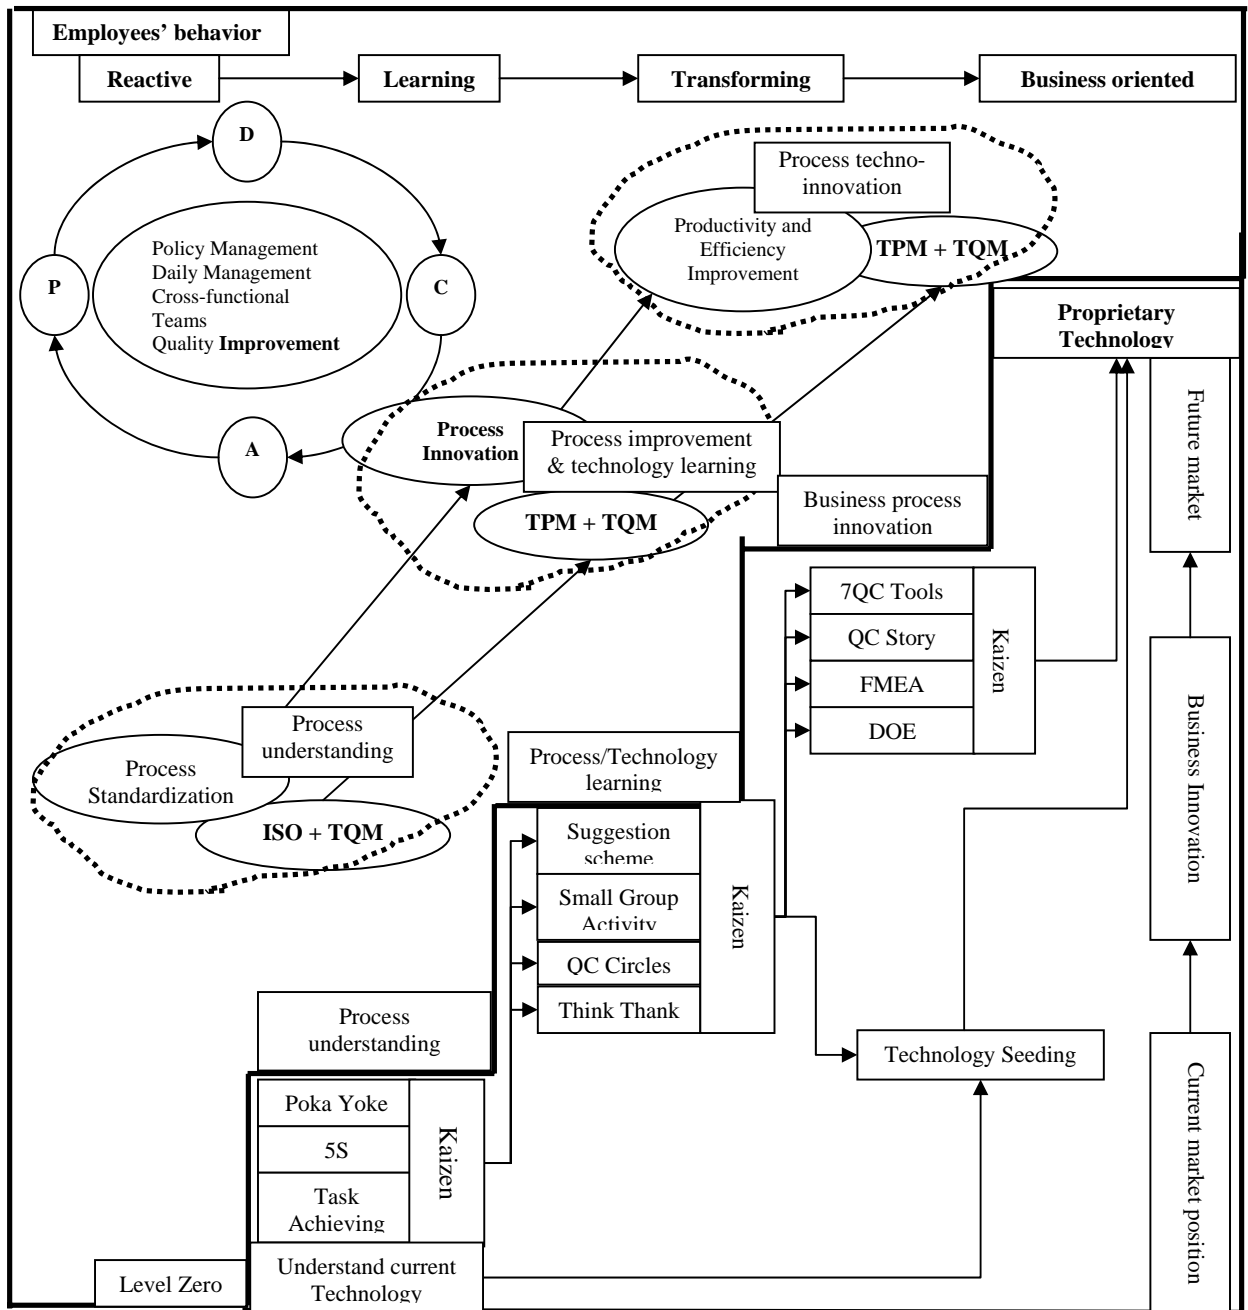 Employees’ behavior
Reactive
Learning
Transforming
Business oriented
D
P
C
A
Policy Management
Daily Management
Cross-functional
Teams
Quality Improvement
Process techno-
innovation
Productivity and
Efficiency
Improvement
TPM + TQM
Proprietary
Technology
Process
Innovation
Process improvement
& technology learning
TPM + TQM
Business process
innovation
Future market
7QC Tools
QC Story
FMEA
DOE
Kaizen
Business Innovation
Process
understanding
Process
Standardization
ISO + TQM
Process/Technology
learning
Suggestion
scheme
Small Group
Activity
QC Circles
Think Thank
Kaizen
Process
understanding
Technology Seeding
Current market position
Poka Yoke
5S
Task
Achieving
Kaizen
Level Zero
Understand current
Technology